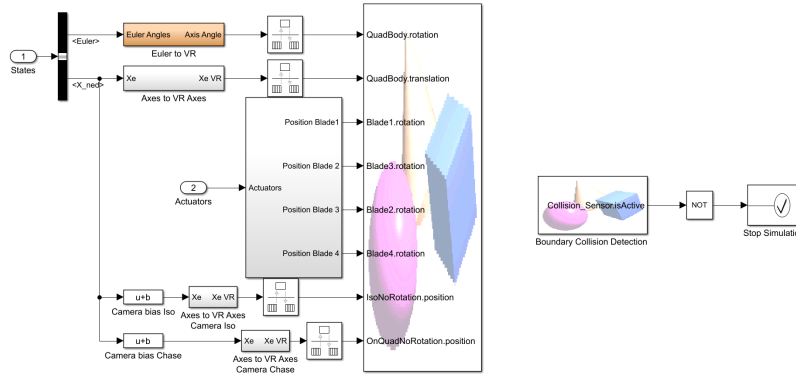 1
States
<Euler>
<X_ned>
Euler Angles Axis Angle
Euler to VR
Xe Xe VR
Axes to VR Axes
2
Actuators
Actuators
Position Blade1
Position Blade 2
Position Blade 3
Position Blade 4
u+b
Camera bias Iso
Xe Xe VR
Axes to VR Axes
Camera Iso
u+b
Camera bias Chase
Xe Xe VR
Axes to VR Axes
Camera Chase
QuadBody.rotation
QuadBody.translation
Blade1.rotation
Blade3.rotation
Blade2.rotation
Blade4.rotation
IsoNoRotation.position
OnQuadNoRotation.position
Collision_Sensor.isActive
Boundary Collision Detection
NOT
Stop Simulatio